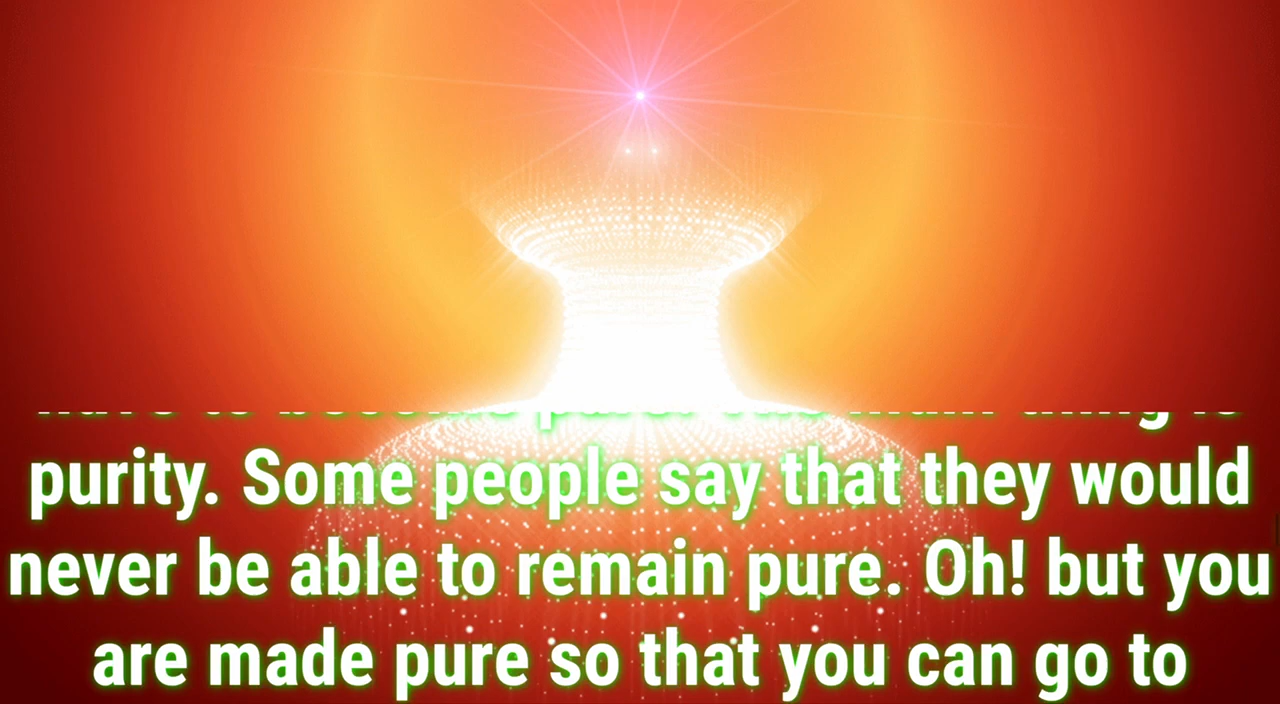 purity. Some people say that they would
never be able to remain pure. Oh! but you
are made pure so that you can go to